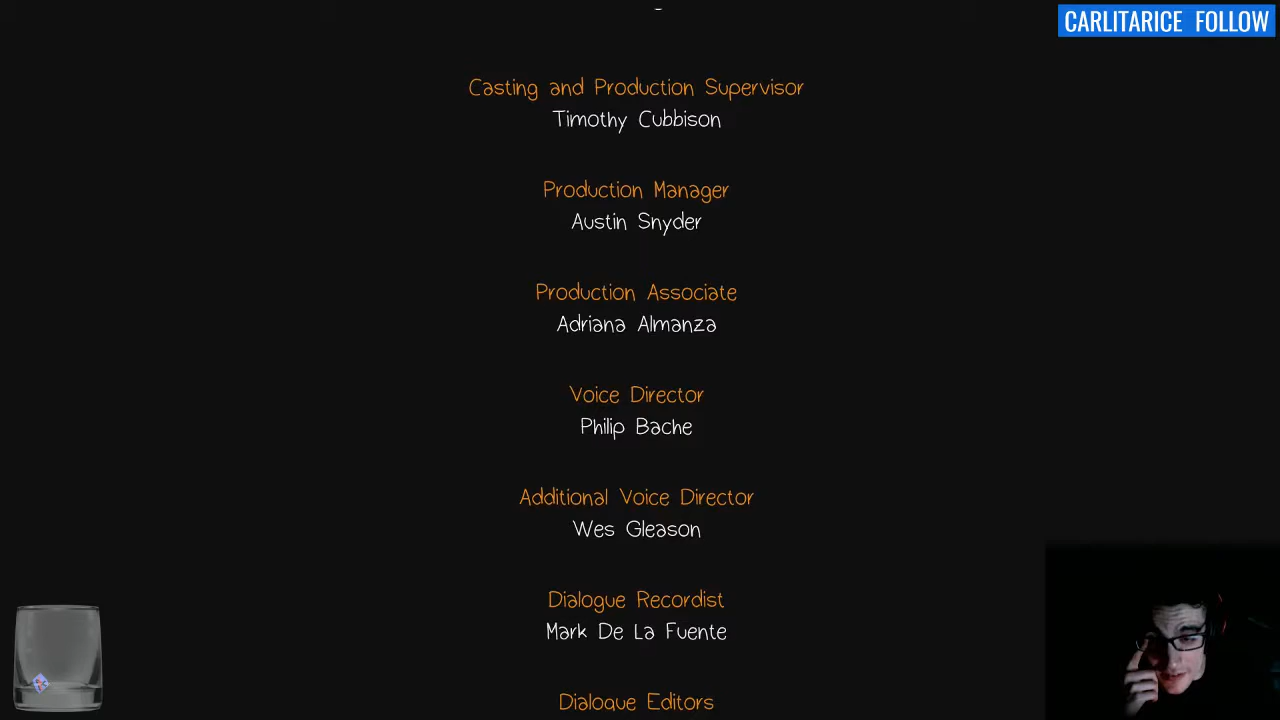 CARLITARICE FOLLOW
Casting and Production Supervisor
Timothy Cubbison
Production Manager
Austin Snyder
Production Associate
Adriana Almanza
Voice Director
Philip Bache
Additional Voice Director
Wes Gleason
Dialogue Recordist
Mark De La Fuente
Dialogue Editors